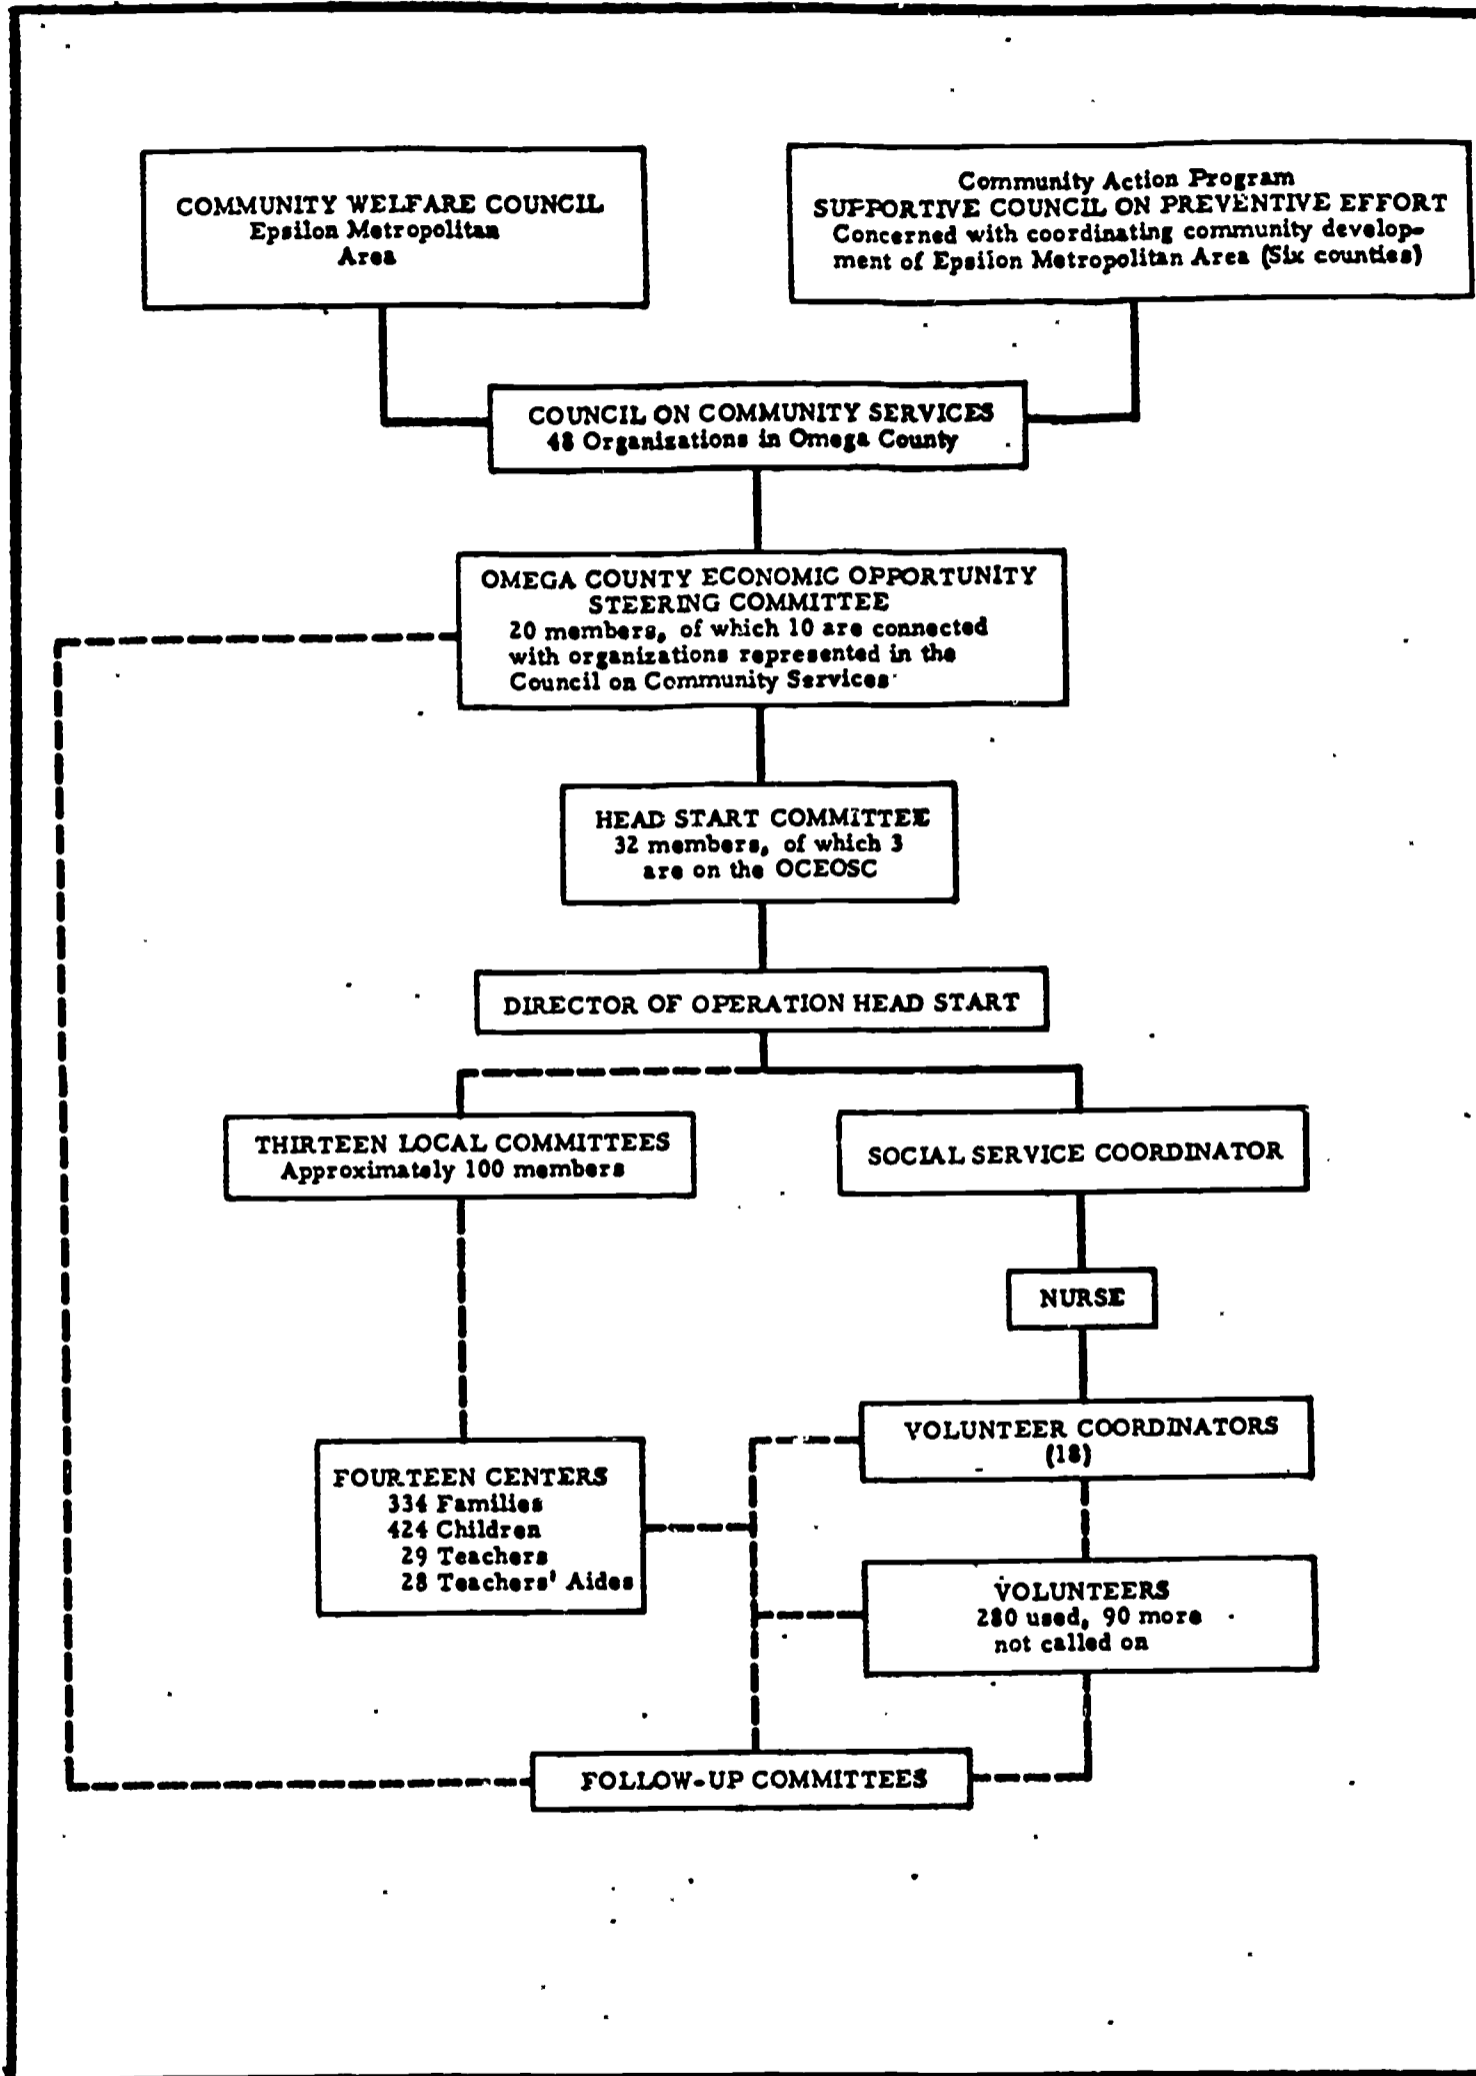 COMMUNITY WELFARE COUNCIL
Epsilon Metropolitan
Area
Community Action Program
SUPPORTIVE COUNCIL ON PREVENTIVE EFFORT
Concerned with coordinating community develop-
ment of Epsilon Metropolitan Area (Six counties)
COUNCIL ON COMMUNITY SERVICES
48 Organizations in Omega County
OMEGA COUNTY ECONOMIC OPPORTUNITY
STEERING COMMITTEE
20 members, of which 10 are connected
with organizations represented in the
Council on Community Services
HEAD START COMMITTEE
32 members, of which 3
are on the OCEOSC
DIRECTOR OF OPERATION HEAD START
THIRTEEN LOCAL COMMITTEES
Approximately 100 members
SOCIAL SERVICE COORDINATOR
NURSE
VOLUNTEER COORDINATORS
(18)
FOURTEEN CENTERS
334 Families
424 Children
29 Teachers
28 Teachers' Aides
VOLUNTEERS
280 used, 90 more
not called on
FOLLOW-UP COMMITTEES